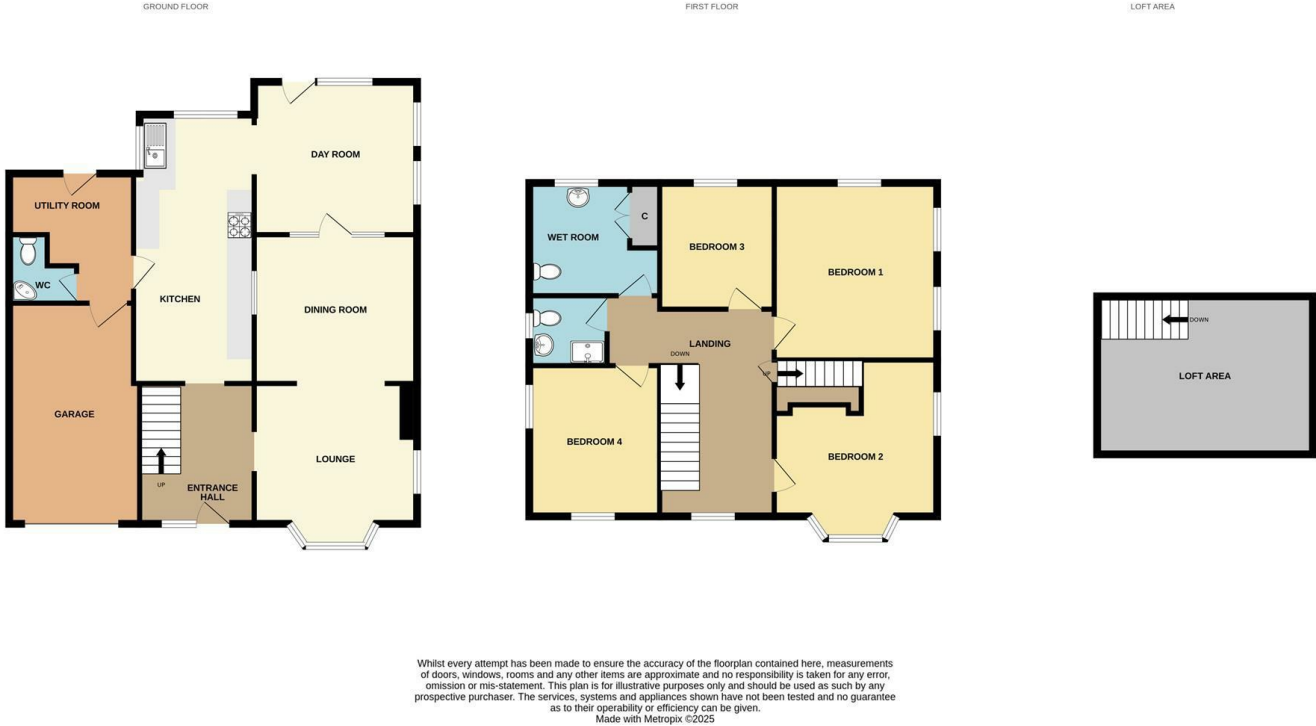 GROUND FLOOR
FIRST FLOOR
LOFT AREA
DAY ROOM
UTILITY ROOM
WC
KITCHEN
DINING ROOM
GARAGE
LOUNGE
UP
ENTRANCE
HALL
WET ROOM
C
BEDROOM 3
BEDROOM 1
LANDING
DOWN
UP
BEDROOM 4
BEDROOM 2
DOWN
LOFT AREA
Whilst every attempt has been made to ensure the accuracy of the floorplan contained here, measurements
of doors, windows, rooms and any other items are approximate and no responsibility is taken for any error,
omission or mis-statement. This plan is for illustrative purposes only and should be used as such by any
prospective purchaser. The services, systems and appliances shown have not been tested and no guarantee
as to their operability or efficiency can be given.
Made with Metropix ©2025